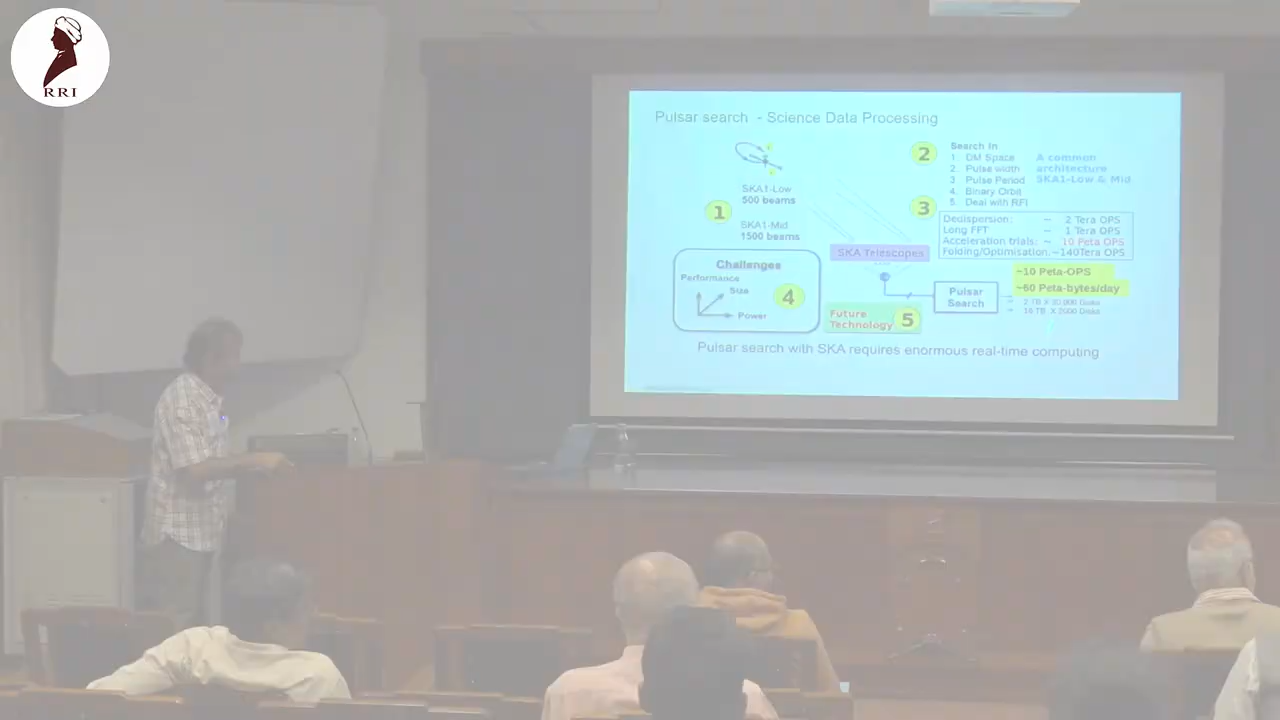 RRI
Pulsar search - Science Data Processing
SKA1-Low
500 beams
1
SKA1-Mid
1500 beams
2
Search In
1. DM Space
2. Pulse width
3 Pulse Period
4. Binary Orbit
5. Deal with RFI
A common
architecture
SKA1-Low & Mid
3
Dedispersion: ~ 2 Tera OPS
Long FFT ~ 1 Tera OPS
Acceleration trials: ~ 10 Peta OPS
Folding/Optimisation.~140Tera OPS
SKA Telescopes
Challenges
Performance
Size
Power
4
Future
Technology
5
Pulsar
Search
~10 Peta-OPS
~60 Peta-bytes/day
Pulsar search with SKA requires enormous real-time computing